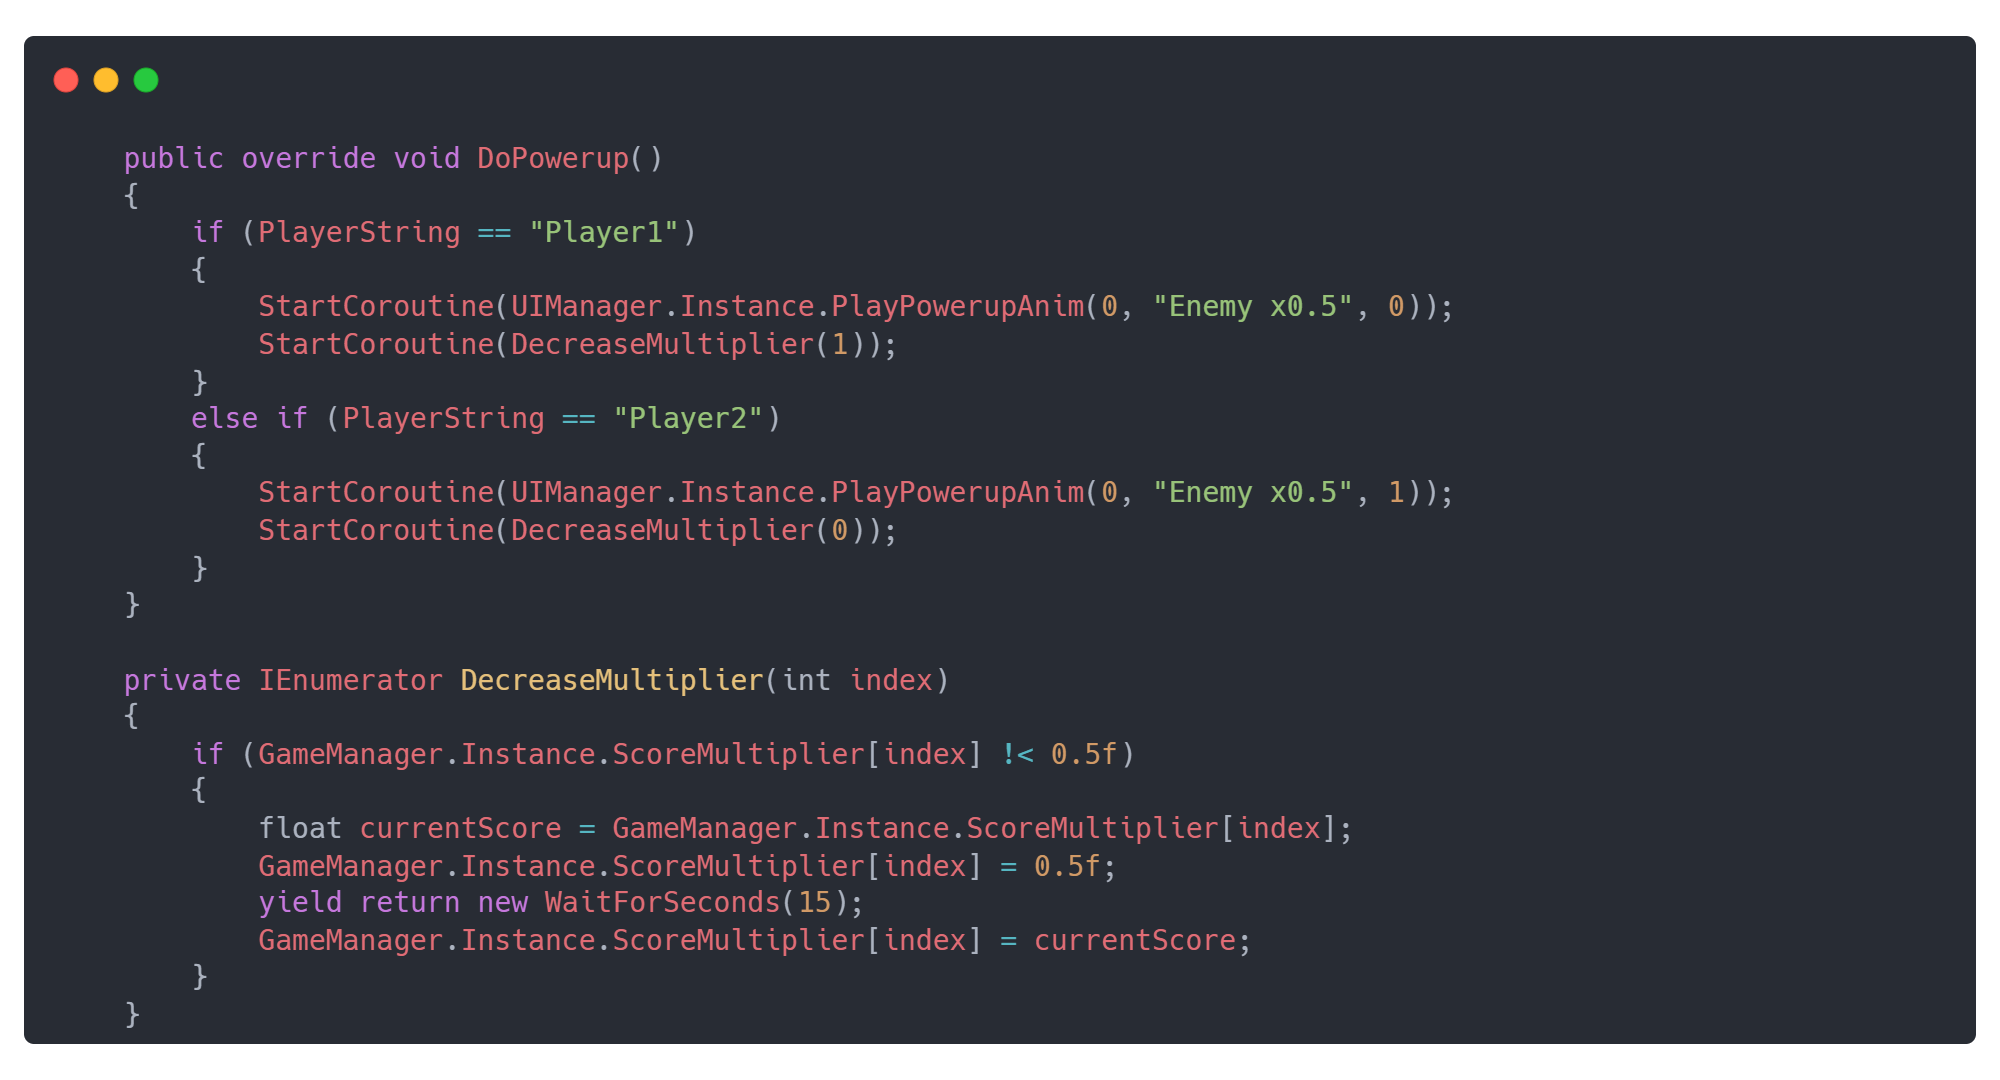 public override void DoPowerup()
{
    if (PlayerString == "Player1")
    {
        StartCoroutine(UIManager.Instance.PlayPowerupAnim(0, "Enemy x0.5", 0));
        StartCoroutine(DecreaseMultiplier(1));
    }
    else if (PlayerString == "Player2")
    {
        StartCoroutine(UIManager.Instance.PlayPowerupAnim(0, "Enemy x0.5", 1));
        StartCoroutine(DecreaseMultiplier(0));
    }
}

private IEnumerator DecreaseMultiplier(int index)
{
    if (GameManager.Instance.ScoreMultiplier[index] !< 0.5f)
    {
        float currentScore = GameManager.Instance.ScoreMultiplier[index];
        GameManager.Instance.ScoreMultiplier[index] = 0.5f;
        yield return new WaitForSeconds(15);
        GameManager.Instance.ScoreMultiplier[index] = currentScore;
    }
}